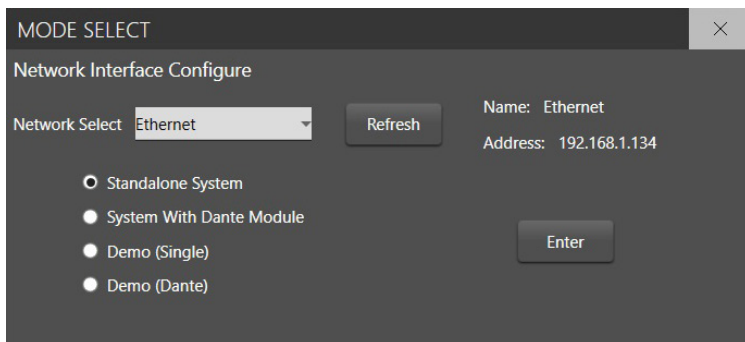 MODE SELECT
Network Interface Configure
Network Select Ethernet Refresh
Name: Ethernet
Address: 192.168.1.134
Standalone System
System With Dante Module
Demo (Single)
Demo (Dante)
Enter